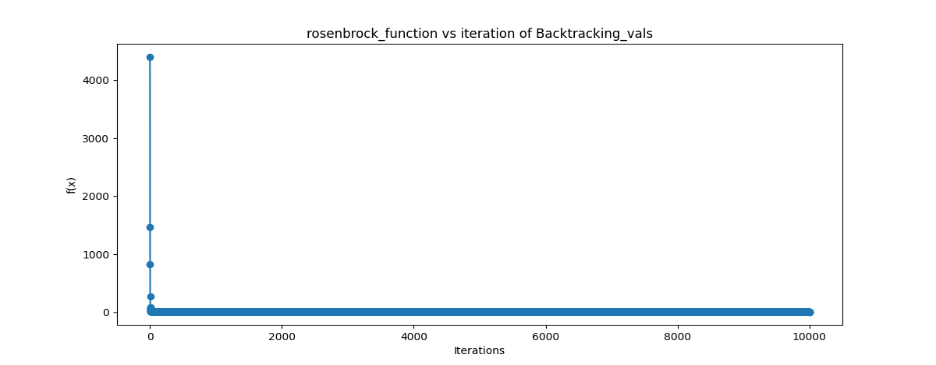 rosenbrock_function vs iteration of Backtracking_vals
4000
3000
2000
1000
0
f(x)
0 2000 4000 6000 8000 10000
Iterations